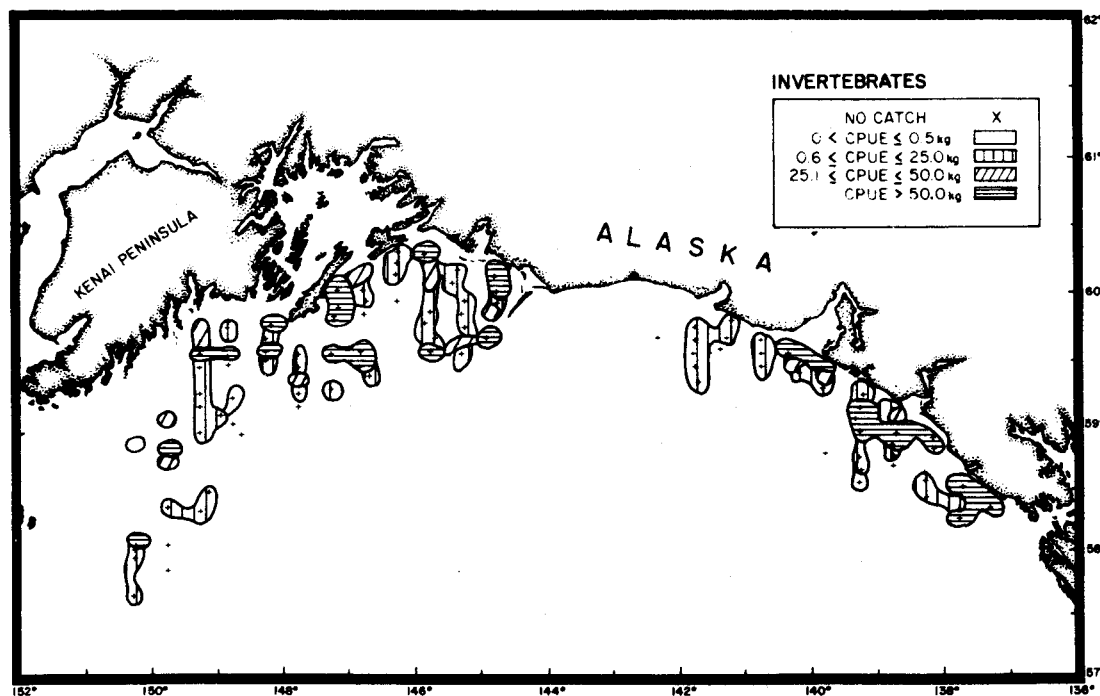 62°
INVERTEBRATES
NO CATCH X
0 < CPUE ≤ 0.5 kg
0.6 ≤ CPUE ≤ 25.0 kg
25.1 ≤ CPUE ≤ 50.0 kg
CPUE > 50.0 kg
61°
KENAI PENINSULA
ALASKA
60°
59°
58°
57°
152° 150° 148° 146° 144° 142° 140° 138° 136°